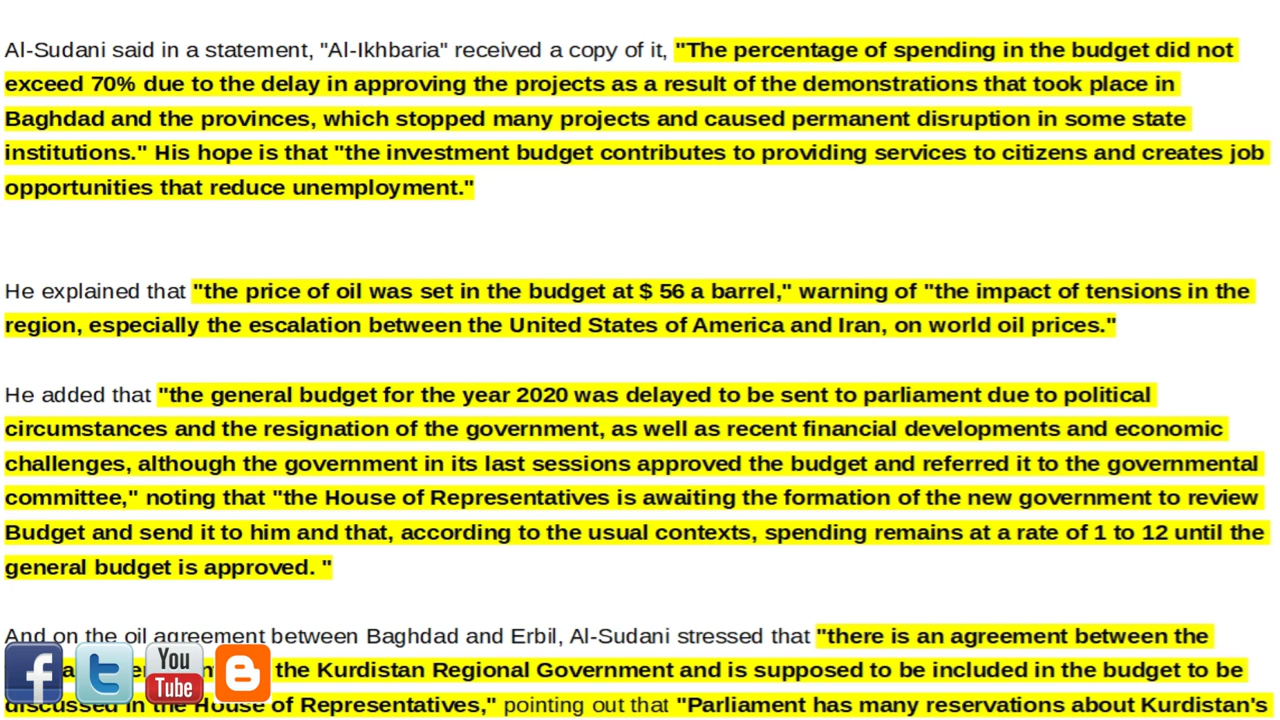 Al-Sudani said in a statement, "Al-Ikhbaria" received a copy of it, "The percentage of spending in the budget did not
exceed 70% due to the delay in approving the projects as a result of the demonstrations that took place in
Baghdad and the provinces, which stopped many projects and caused permanent disruption in some state
institutions." His hope is that "the investment budget contributes to providing services to citizens and creates job
opportunities that reduce unemployment."
He explained that "the price of oil was set in the budget at $ 56 a barrel," warning of "the impact of tensions in the
region, especially the escalation between the United States of America and Iran, on world oil prices."
He added that "the general budget for the year 2020 was delayed to be sent to parliament due to political
circumstances and the resignation of the government, as well as recent financial developments and economic
challenges, although the government in its last sessions approved the budget and referred it to the governmental
committee," noting that "the House of Representatives is awaiting the formation of the new government to review
Budget and send it to him and that, according to the usual contexts, spending remains at a rate of 1 to 12 until the
general budget is approved. "
And on the oil agreement between Baghdad and Erbil, Al-Sudani stressed that "there is an agreement between the
the Kurdistan Regional Government and is supposed to be included in the budget to be
discussed in the House of Representatives," pointing out that "Parliament has many reservations about Kurdistan's
You
Tube